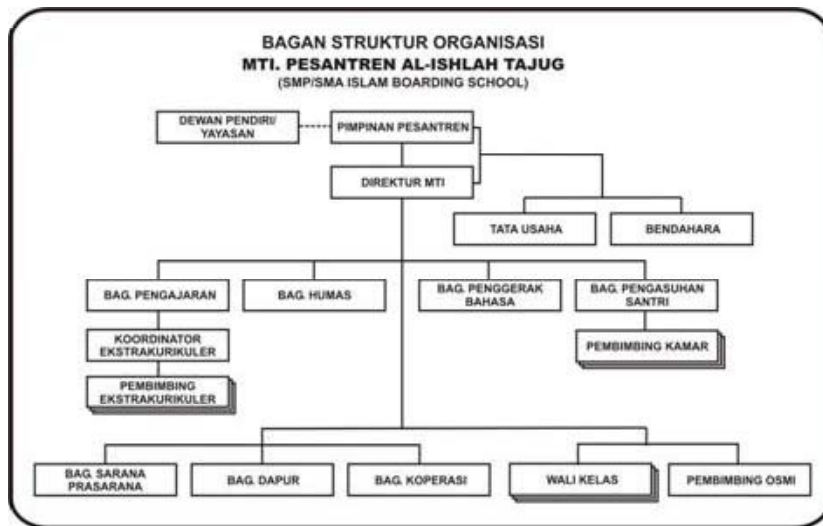 BAGAN STRUKTUR ORGANISASI
MTI. PESANTREN AL-ISHLAH TAJUG
(SMP/SMA ISLAM BOARDING SCHOOL)
DEWAN PENDIRI/
YAYASAN
PIMPINAN PESANTREN
DIREKTUR MTI
TATA USAHA
BENDAHARA
BAG. PENGAJARAN
BAG. HUMAS
BAG. PENGGERAK
BAHASA
BAG. PENGASUHAN
SANTRI
KOORDINATOR
EKSTRAKURIKULER
PEMBIMBING KAMAR
PEMBIMBING
EKSTRAKURIKULER
BAG. SARANA
PRASARANA
BAG. DAPUR
BAG. KOPERASI
WALI KELAS
PEMBIMBING OSMI